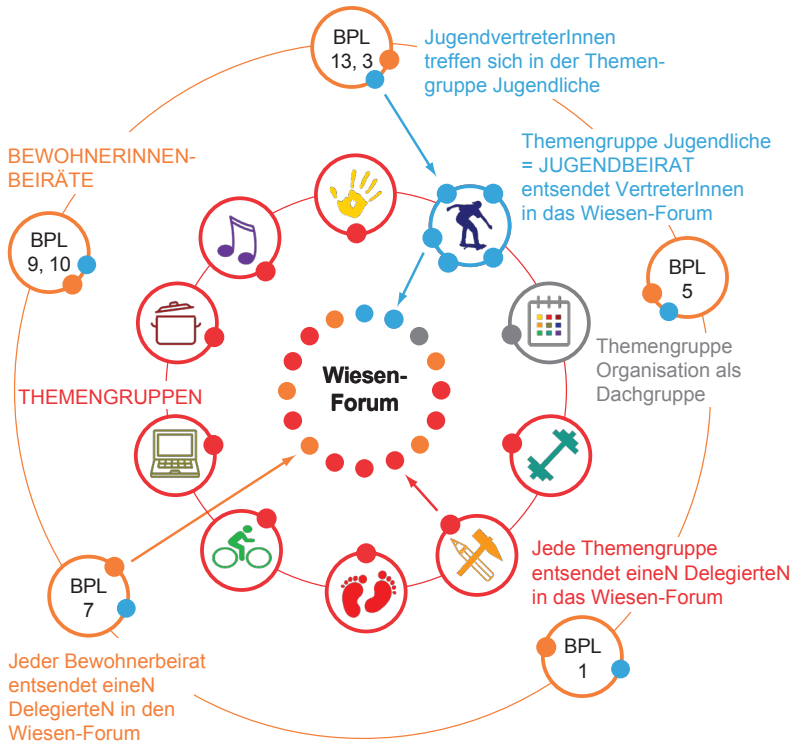 BPL
13, 3
JugendvertreterInnen
treffen sich in der Themen-
gruppe Jugendliche
Themengruppe Jugendliche
= JUGENDBEIRAT
entsendet VertreterInnen
in das Wiesen-Forum
BEWOHNERINNEN-
BEIRÄTE
BPL
9, 10
BPL
5
Themengruppe
Organisation als
Dachgruppe
Wiesen-
Forum
THEMENGRUPPEN
Jede Themengruppe
entsendet eineN DelegierteN
in das Wiesen-Forum
BPL
7
BPL
1
Jeder Bewohnerbeirat
entsendet eineN
DelegierteN in den
Wiesen-Forum